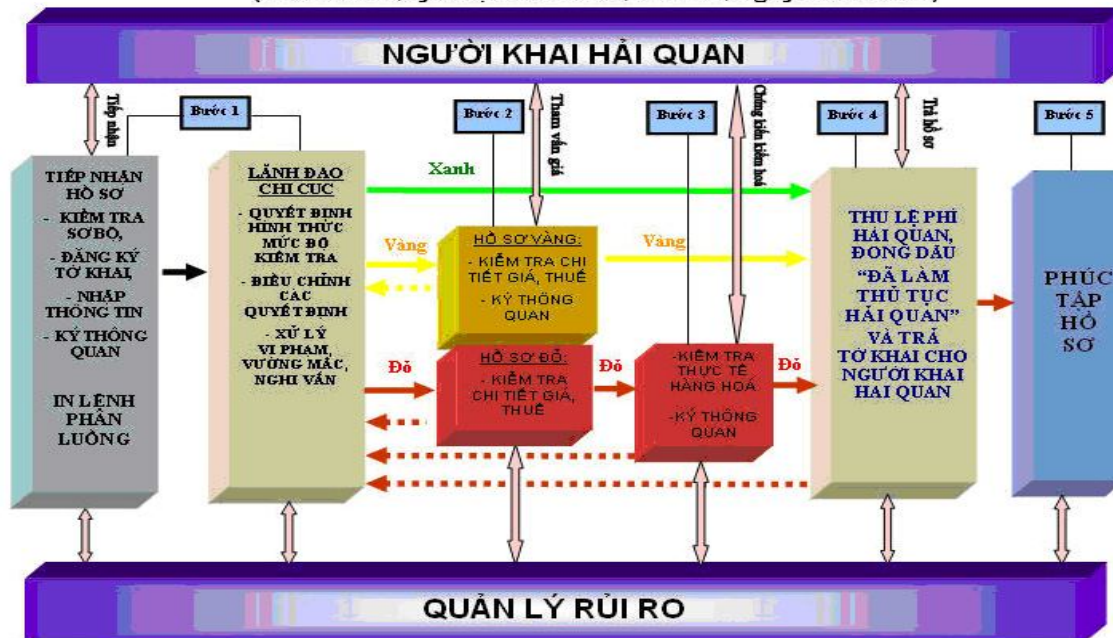 NGƯỜI KHAI HẢI QUAN
Tiếp nhận
Bước 1
Bước 2
Tham vấn giá
Bước 3
Chứng kiến kiểm hoá
Bước 4
Trả hồ sơ
Bước 5
TIẾP NHẬN
HỒ SƠ
- KIỂM TRA
SƠ BỘ,
- ĐĂNG KÝ
TỜ KHAI,
- NHẬP
THÔNG TIN
- KÝ THÔNG
QUAN
IN LỆNH
PHÂN
LUỒNG
LÃNH ĐẠO
CHI CỤC
- QUYẾT ĐỊNH
HÌNH THỨC
MỨC ĐỘ
KIỂM TRA
- ĐIỀU CHỈNH
CÁC
QUYẾT ĐỊNH
- XỬ LÝ
VI PHẠM,
VƯỚNG MẮC,
NGHI VẤN
Xanh
Vàng
HỒ SƠ VÀNG:
- KIỂM TRA CHI
TIẾT GIÁ, THUẾ
- KÝ THÔNG
QUAN
Vàng
Đỏ
HỒ SƠ ĐỎ:
- KIỂM TRA
CHI TIẾT GIÁ,
THUẾ
Đỏ
-KIỂM TRA
THỰC TẾ
HÀNG HOÁ
-KÝ THÔNG
QUAN
Đỏ
THU LỆ PHÍ
HẢI QUAN,
ĐÓNG DẤU
“ĐÃ LÀM
THỦ TỤC
HẢI QUAN”
VÀ TRẢ
TỜ KHAI CHO
NGƯỜI KHAI
HẢI QUAN
PHÚC
TẬP
HỒ
SƠ
QUẢN LÝ RỦI RO